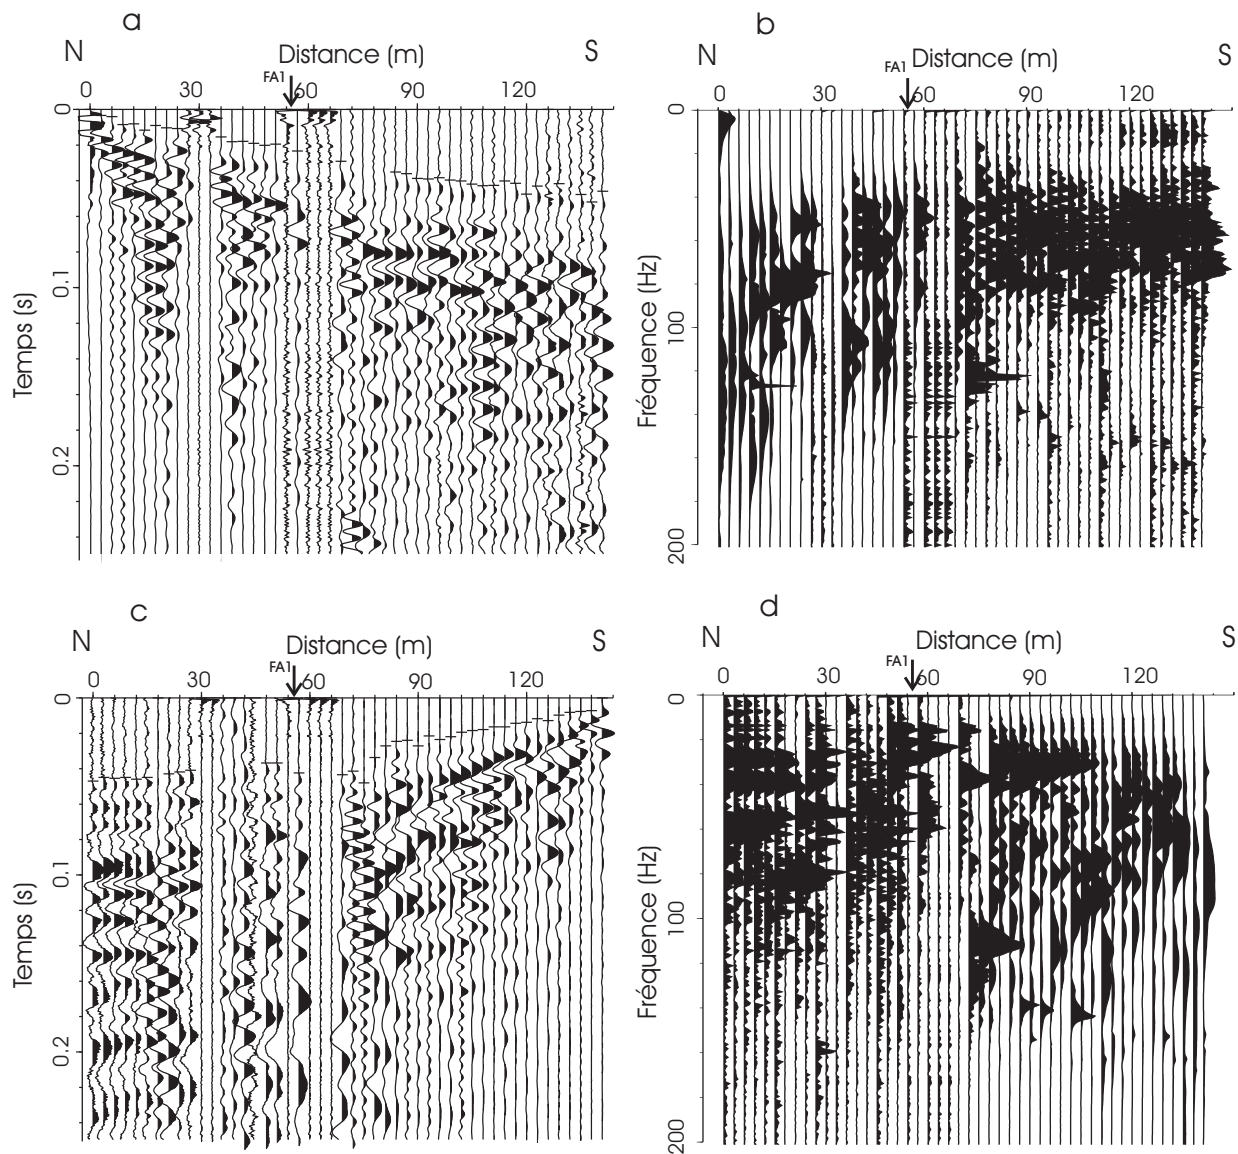 a
N Distance (m) S
FA1
0 30 60 90 120
0
0,1
0,2
Temps (s)
b
N Distance (m) S
FA1
0 30 60 90 120
0
100
200
Fréquence (Hz)
c
N Distance (m) S
FA1
0 30 60 90 120
0
0,1
0,2
Temps (s)
d
N Distance (m) S
FA1
0 30 60 90 120
0
100
200
Fréquence (Hz)